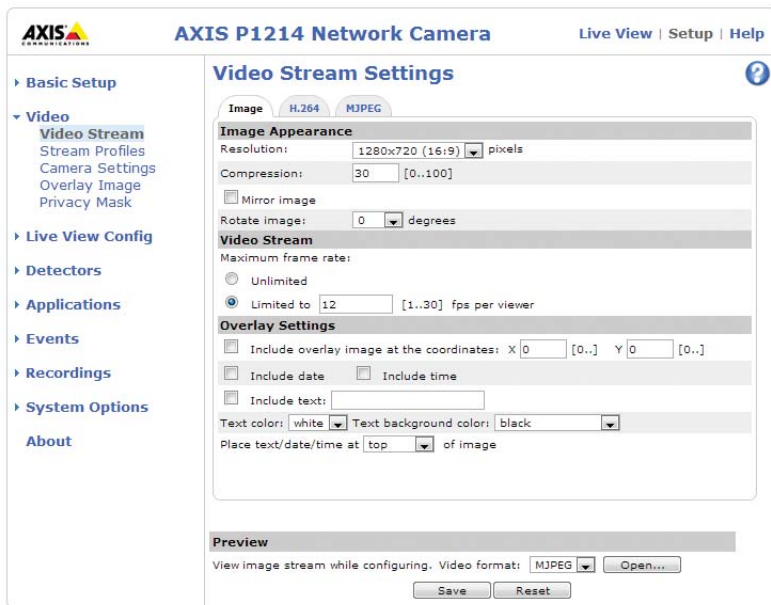 AXIS
COMMUNICATIONS
AXIS P1214 Network Camera
Live View | Setup | Help
Basic Setup
Video
Video Stream
Stream Profiles
Camera Settings
Overlay Image
Privacy Mask
Live View Config
Detectors
Applications
Events
Recordings
System Options
About
Video Stream Settings
?
Image H.264 MJPEG
Image Appearance
Resolution: 1280x720 (16:9) pixels
Compression: 30 [0..100]
Mirror image
Rotate image: 0 degrees
Video Stream
Maximum frame rate:
Unlimited
Limited to 12 [1..30] fps per viewer
Overlay Settings
Include overlay image at the coordinates: X 0 [0..] Y 0 [0..]
Include date Include time
Include text:
Text color: white Text background color: black
Place text/date/time at top of image
Preview
View image stream while configuring. Video format: MJPEG Open...
Save Reset